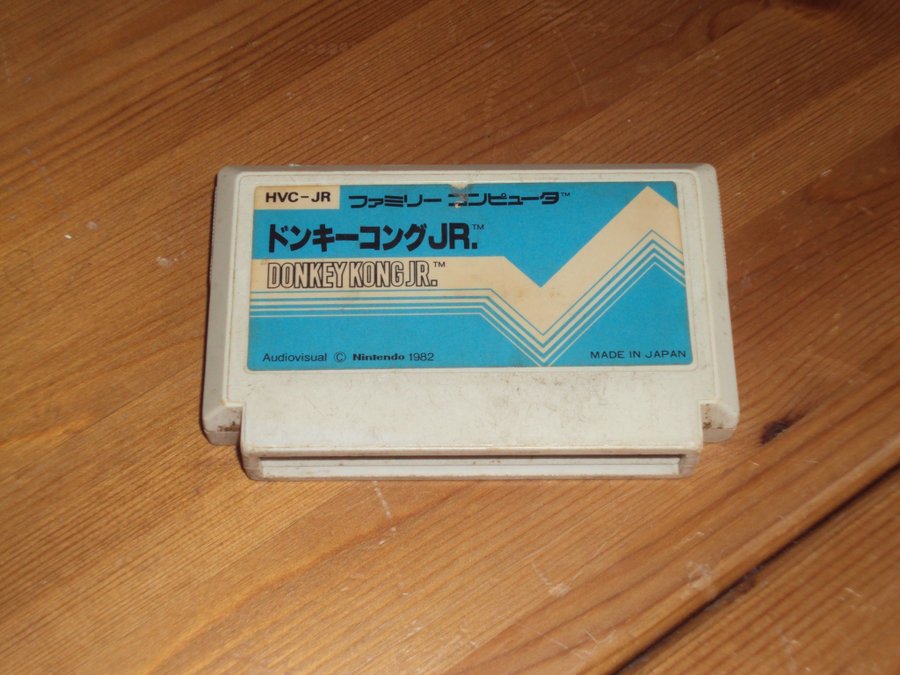 HVC-JR ファミリー コンピュータ™
ドンキーコングJR.™
DONKEY KONG JR.™
Audiovisual © Nintendo 1982 MADE IN JAPAN